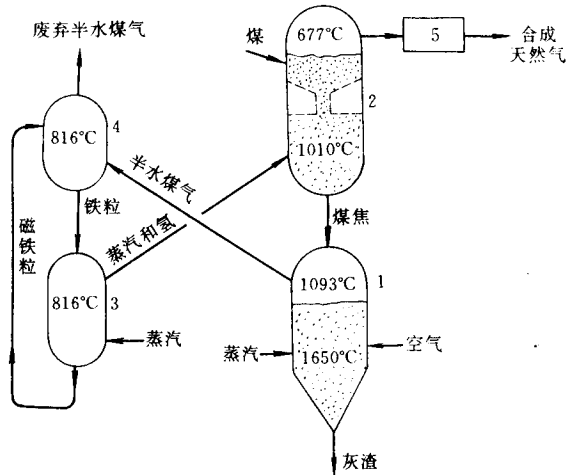 废弃半水煤气
煤
677℃
5
合成
天然气
2
1010℃
816℃
4
半水煤气
铁粒
磁铁粒
蒸汽和氢
煤焦
816℃
3
蒸汽
1093℃
1
蒸汽
1650℃
空气
灰渣